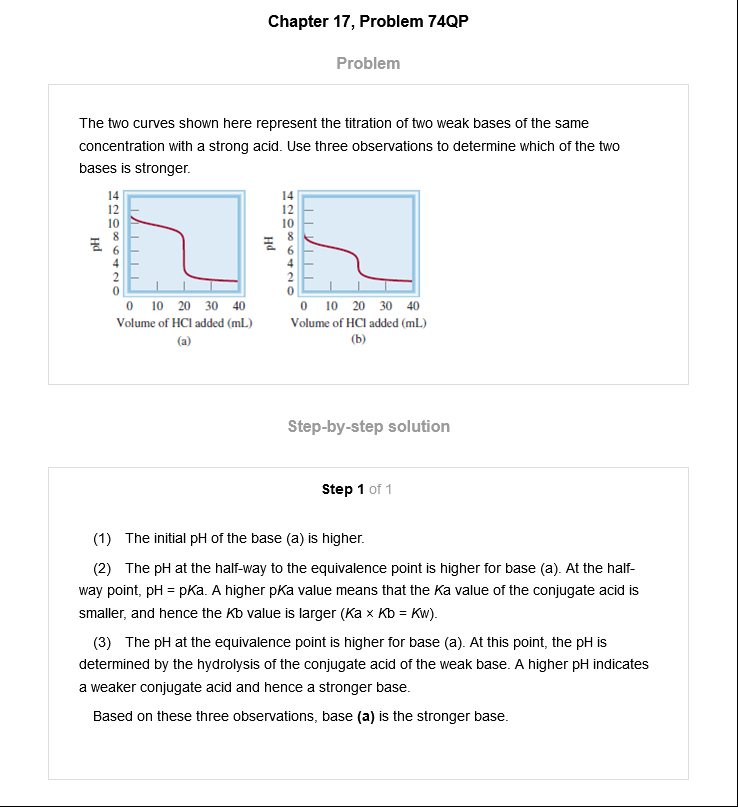 Chapter 17, Problem 74QP
Problem
The two curves shown here represent the titration of two weak bases of the same
concentration with a strong acid. Use three observations to determine which of the two
bases is stronger.
14
12
10
8
6
4
2
0
pH
0 10 20 30 40
Volume of HCl added (mL)
(a)
14
12
10
8
6
4
2
0
pH
0 10 20 30 40
Volume of HCl added (mL)
(b)
Step-by-step solution
Step 1 of 1
(1) The initial pH of the base (a) is higher.
(2) The pH at the half-way to the equivalence point is higher for base (a). At the half-
way point, pH = pKa. A higher pKa value means that the Ka value of the conjugate acid is
smaller, and hence the Kb value is larger (Ka × Kb = Kw).
(3) The pH at the equivalence point is higher for base (a). At this point, the pH is
determined by the hydrolysis of the conjugate acid of the weak base. A higher pH indicates
a weaker conjugate acid and hence a stronger base.
Based on these three observations, base (a) is the stronger base.